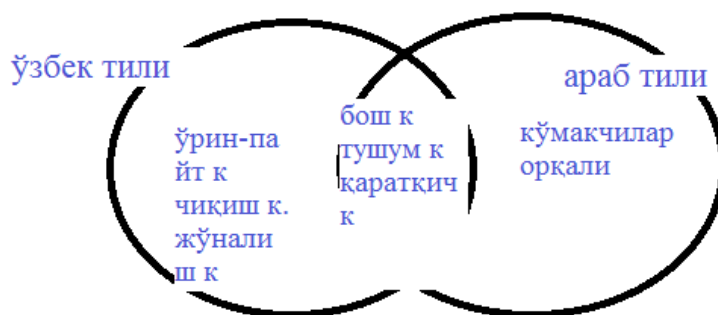 ўзбек тили
араб тили
ўрин-па
йт к
чиқиш к.
жўнали
ш к
бош к
тушум к
қаратқич
к
кўмакчилар
орқали